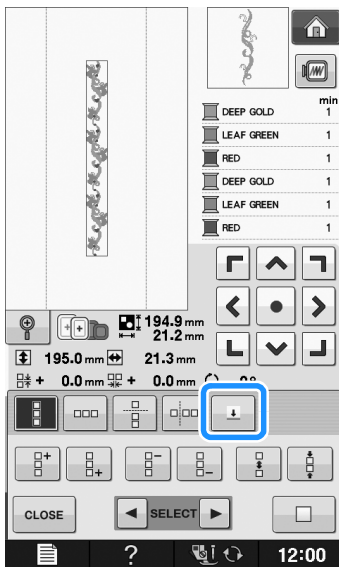 min
DEEP GOLD 1
LEAF GREEN 1
RED 1
DEEP GOLD 1
LEAF GREEN 1
RED 1
194.9 mm
21.2 mm
195.0 mm 21.3 mm
+ 0.0 mm + 0.0 mm
CLOSE SELECT
? 12:00